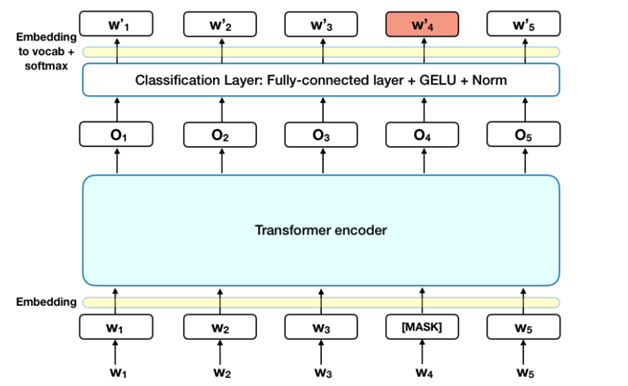 w'1 w'2 w'3 w'4 w'5
Embedding
to vocab +
softmax
Classification Layer: Fully-connected layer + GELU + Norm
O1 O2 O3 O4 O5
Transformer encoder
Embedding
w1 w2 w3 [MASK] w5
w1 w2 w3 w4 w5